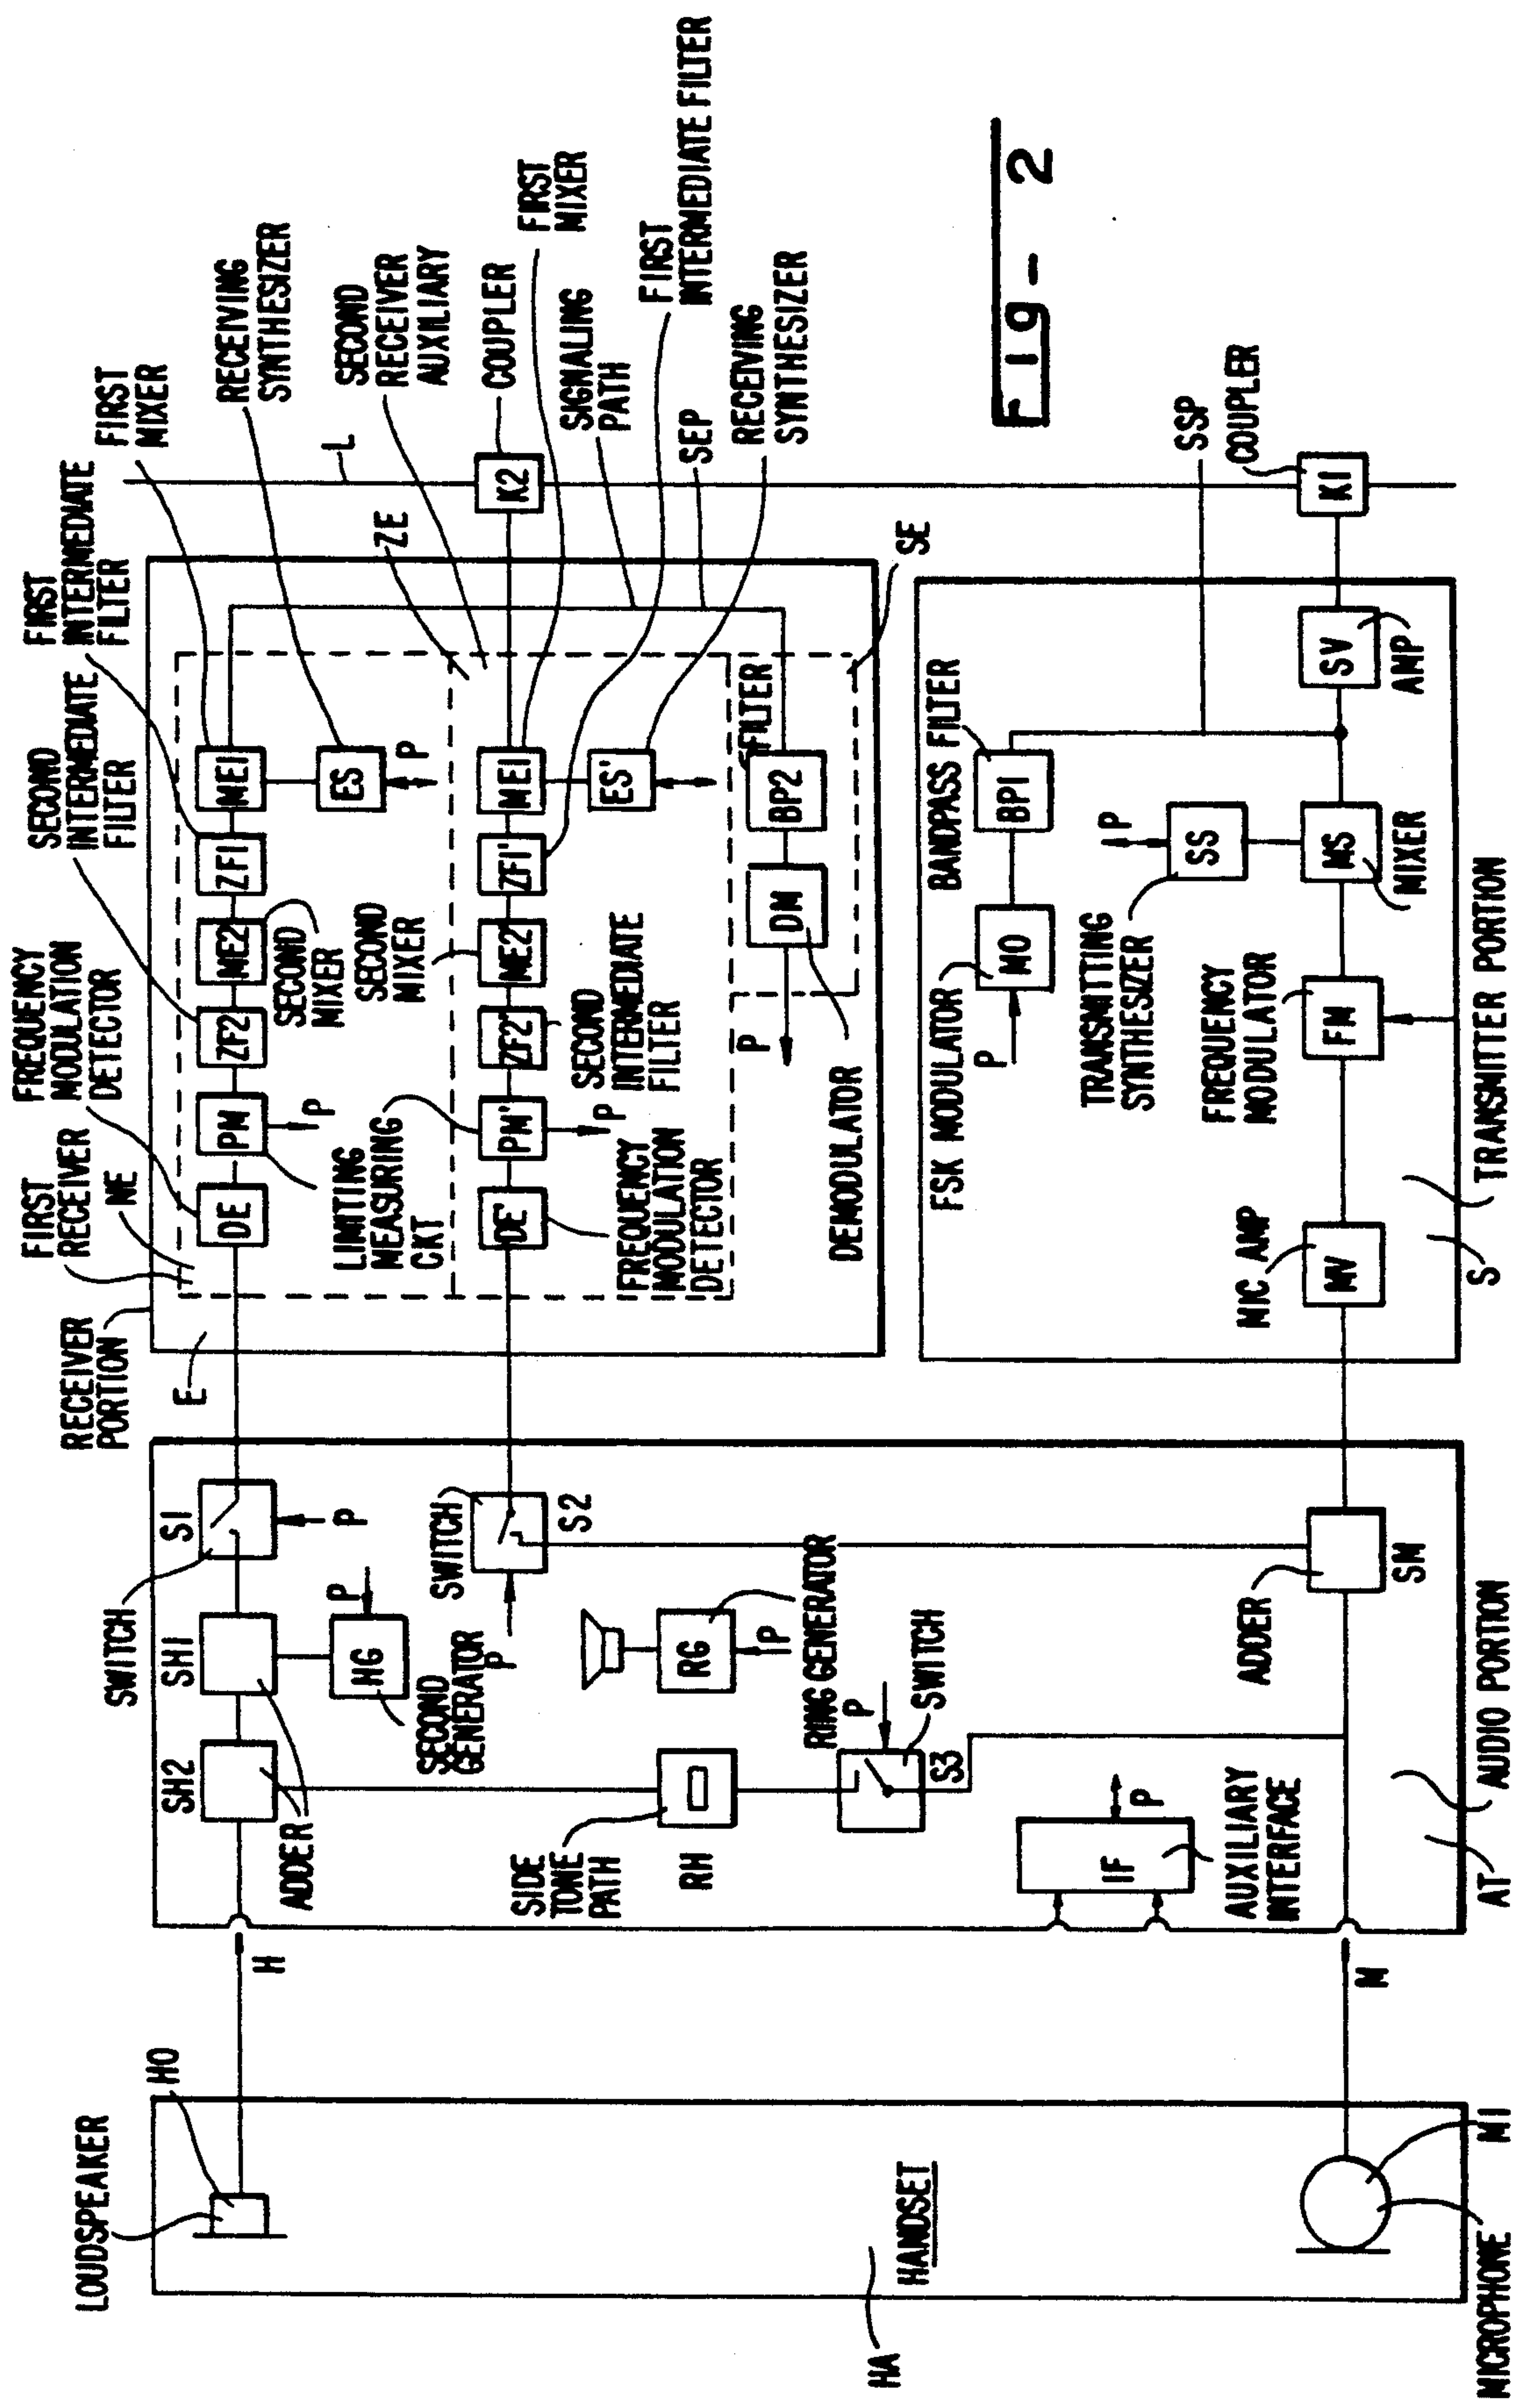 LOUDSPEAKER
HO
HANDSET
HA
MICROPHONE
MI
H
M
SWITCH
S1
SH1
SH2
ADDER
P
HG
P
SECOND
GENERATOR
SWITCH
S2
P
RG
P
RING GENERATOR
SIDE
TONE
PATH
RH
P
SWITCH
S3
IF
P
AUXILIARY
INTERFACE
ADDER
SM
AUDIO PORTION
AT
RECEIVER
PORTION
E
FIRST
RECEIVER
NE
FREQUENCY
MODULATION
DETECTOR
SECOND
INTERMEDIATE
FILTER
FIRST
INTERMEDIATE
FILTER
FIRST
MIXER
RECEIVING
SYNTHESIZER
DE
PM
ZF2
ME2
ZF1
ME1
P
ES
P
LIMITING
MEASURING
CKT
SECOND
MIXER
SECOND
MIXER
L
ZE
SECOND
RECEIVER
AUXILIARY
COUPLER
K2
FIRST
MIXER
DE'
PM'
ZF2'
ME2'
ZF1'
ME1
P
ES'
SIGNALING
PATH
FIRST
INTERMEDIATE FILTER
SEP
RECEIVING
SYNTHESIZER
FREQUENCY
MODULATION
DETECTOR
SECOND
INTERMEDIATE
FILTER
FILTER
BP2
DM
P
DEMODULATOR
SE
FSK MODULATOR
BANDPASS FILTER
MO
BP1
P
SSP
COUPLER
K1
TRANSMITTING
SYNTHESIZER
SS
P
FREQUENCY
MODULATOR
MIC AMP
MV
FM
MS
MIXER
SV
AMP
TRANSMITTER PORTION
S
Fig-2